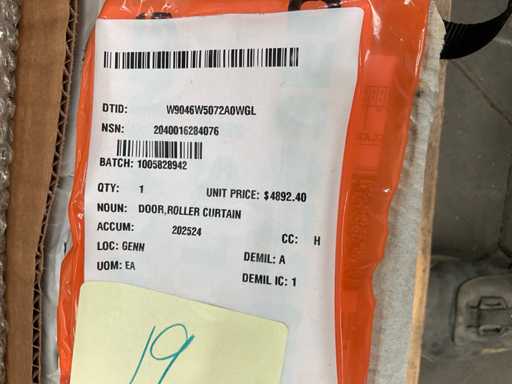 DTID: W9046W5072A0WGL
NSN: 2040016284076
BATCH: 1005828942
QTY: 1 UNIT PRICE: $4892.40
NOUN: DOOR,ROLLER CURTAIN
ACCUM: 202524 CC: H
LOC: GENN DEMIL: A
UOM: EA DEMIL IC: 1
19